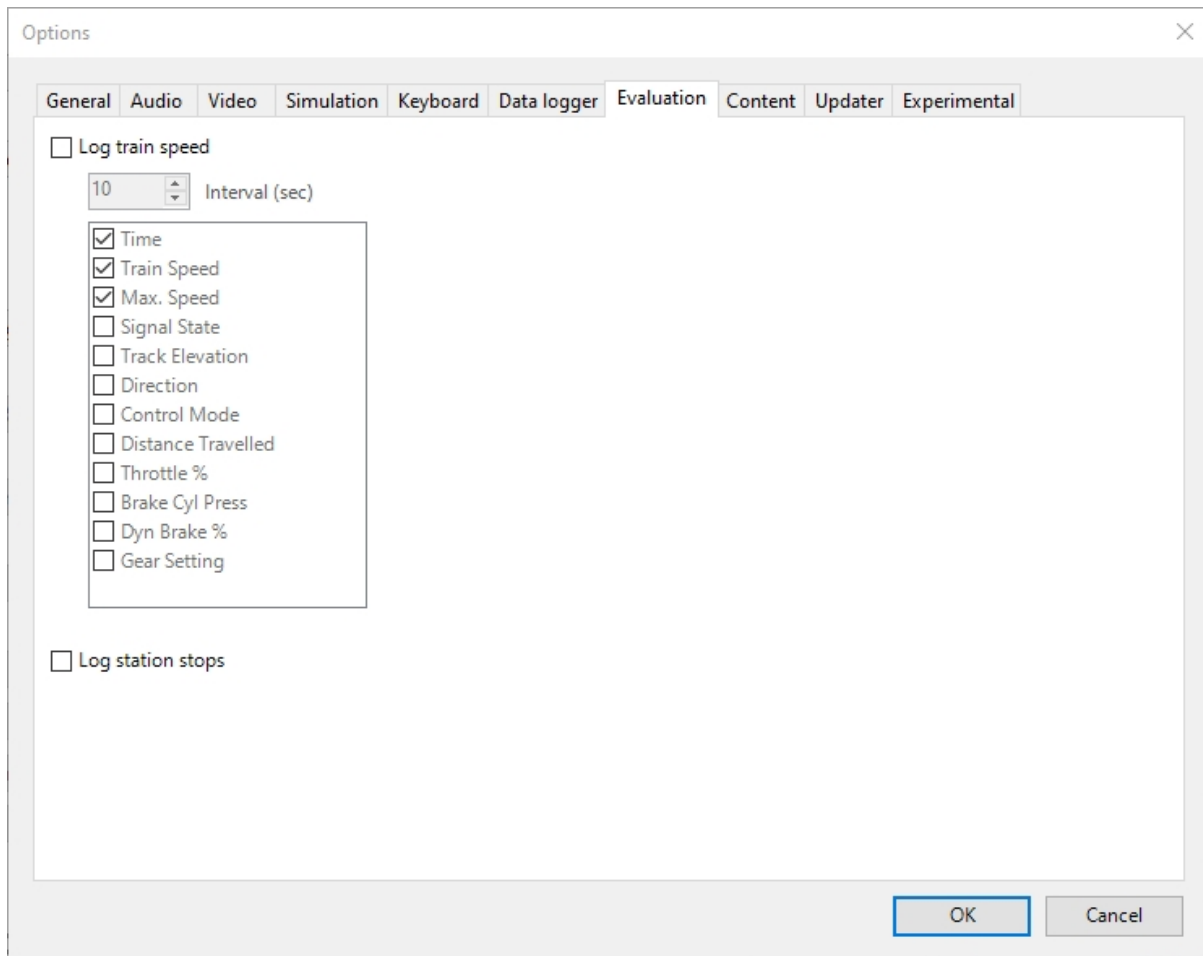 Options
General Audio Video Simulation Keyboard Data logger Evaluation Content Updater Experimental
Log train speed
10 Interval (sec)
Time
Train Speed
Max. Speed
Signal State
Track Elevation
Direction
Control Mode
Distance Travelled
Throttle %
Brake Cyl Press
Dyn Brake %
Gear Setting
Log station stops
OK Cancel